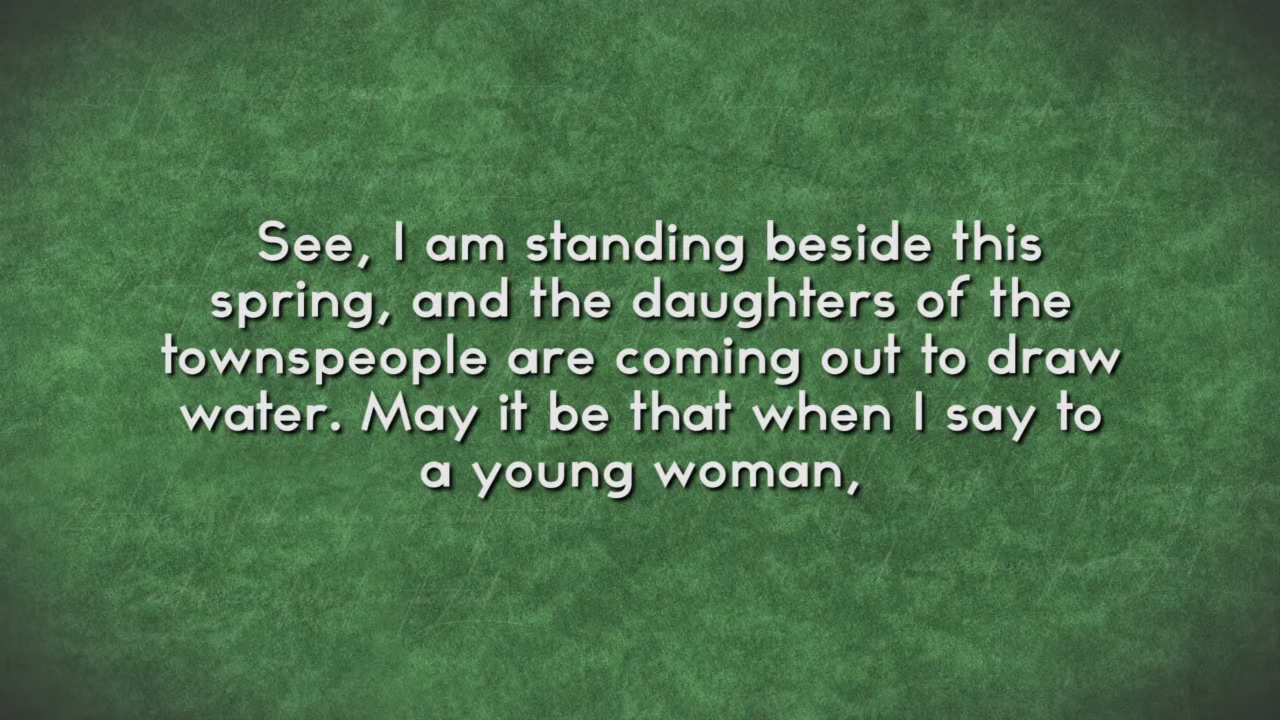 See, I am standing beside this
spring, and the daughters of the
townspeople are coming out to draw
water. May it be that when I say to
a young woman,